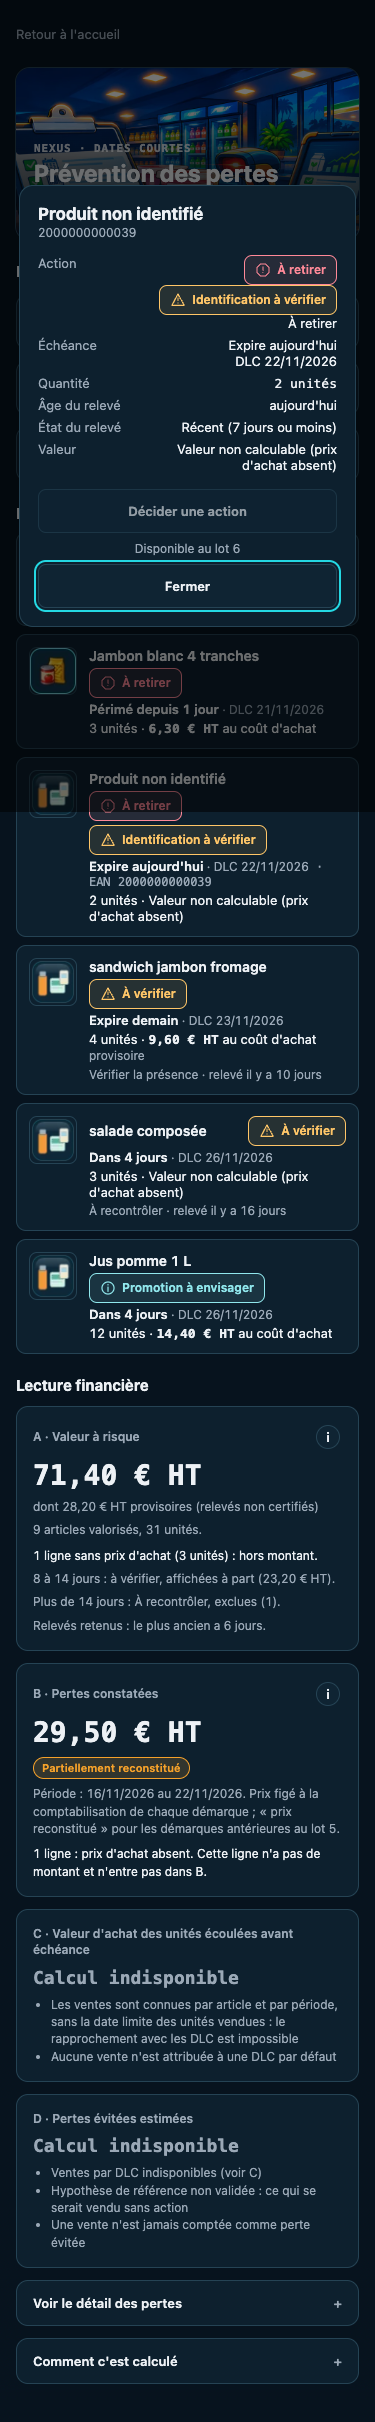 Retour à l'accueil
NEXUS · DATES COURTES
Prévention des pertes
Produit non identifié
2000000000039
Action
À retirer
Identification à vérifier
À retirer
Échéance
Expire aujourd'hui
DLC 22/11/2026
Quantité
2 unités
Âge du relevé
aujourd'hui
État du relevé
Récent (7 jours ou moins)
Valeur
Valeur non calculable (prix
d'achat absent)
Décider une action
Disponible au lot 6
Fermer
Jambon blanc 4 tranches
À retirer
Périmé depuis 1 jour · DLC 21/11/2026
3 unités · 6,30 € HT au coût d'achat
Produit non identifié
À retirer
Identification à vérifier
Expire aujourd'hui · DLC 22/11/2026 ·
EAN 2000000000039
2 unités · Valeur non calculable (prix
d'achat absent)
sandwich jambon fromage
À vérifier
Expire demain · DLC 23/11/2026
4 unités · 9,60 € HT au coût d'achat
provisoire
Vérifier la présence · relevé il y a 10 jours
salade composée
À vérifier
Dans 4 jours · DLC 26/11/2026
3 unités · Valeur non calculable (prix
d'achat absent)
À recontrôler · relevé il y a 16 jours
Jus pomme 1 L
Promotion à envisager
Dans 4 jours · DLC 26/11/2026
12 unités · 14,40 € HT au coût d'achat
Lecture financière
A · Valeur à risque
i
71,40 € HT
dont 28,20 € HT provisoires (relevés non certifiés)
9 articles valorisés, 31 unités.
1 ligne sans prix d'achat (3 unités) : hors montant.
8 à 14 jours : à vérifier, affichées à part (23,20 € HT).
Plus de 14 jours : À recontrôler, exclues (1).
Relevés retenus : le plus ancien a 6 jours.
B · Pertes constatées
i
29,50 € HT
Partiellement reconstitué
Période : 16/11/2026 au 22/11/2026. Prix figé à la
comptabilisation de chaque démarque ; « prix
reconstitué » pour les démarques antérieures au lot 5.
1 ligne : prix d'achat absent. Cette ligne n'a pas de
montant et n'entre pas dans B.
C · Valeur d'achat des unités écoulées avant
échéance
Calcul indisponible
• Les ventes sont connues par article et par période,
sans la date limite des unités vendues : le
rapprochement avec les DLC est impossible
• Aucune vente n'est attribuée à une DLC par défaut
D · Pertes évitées estimées
Calcul indisponible
• Ventes par DLC indisponibles (voir C)
• Hypothèse de référence non validée : ce qui se
serait vendu sans action
• Une vente n'est jamais comptée comme perte
évitée
Voir le détail des pertes
+
Comment c'est calculé
+